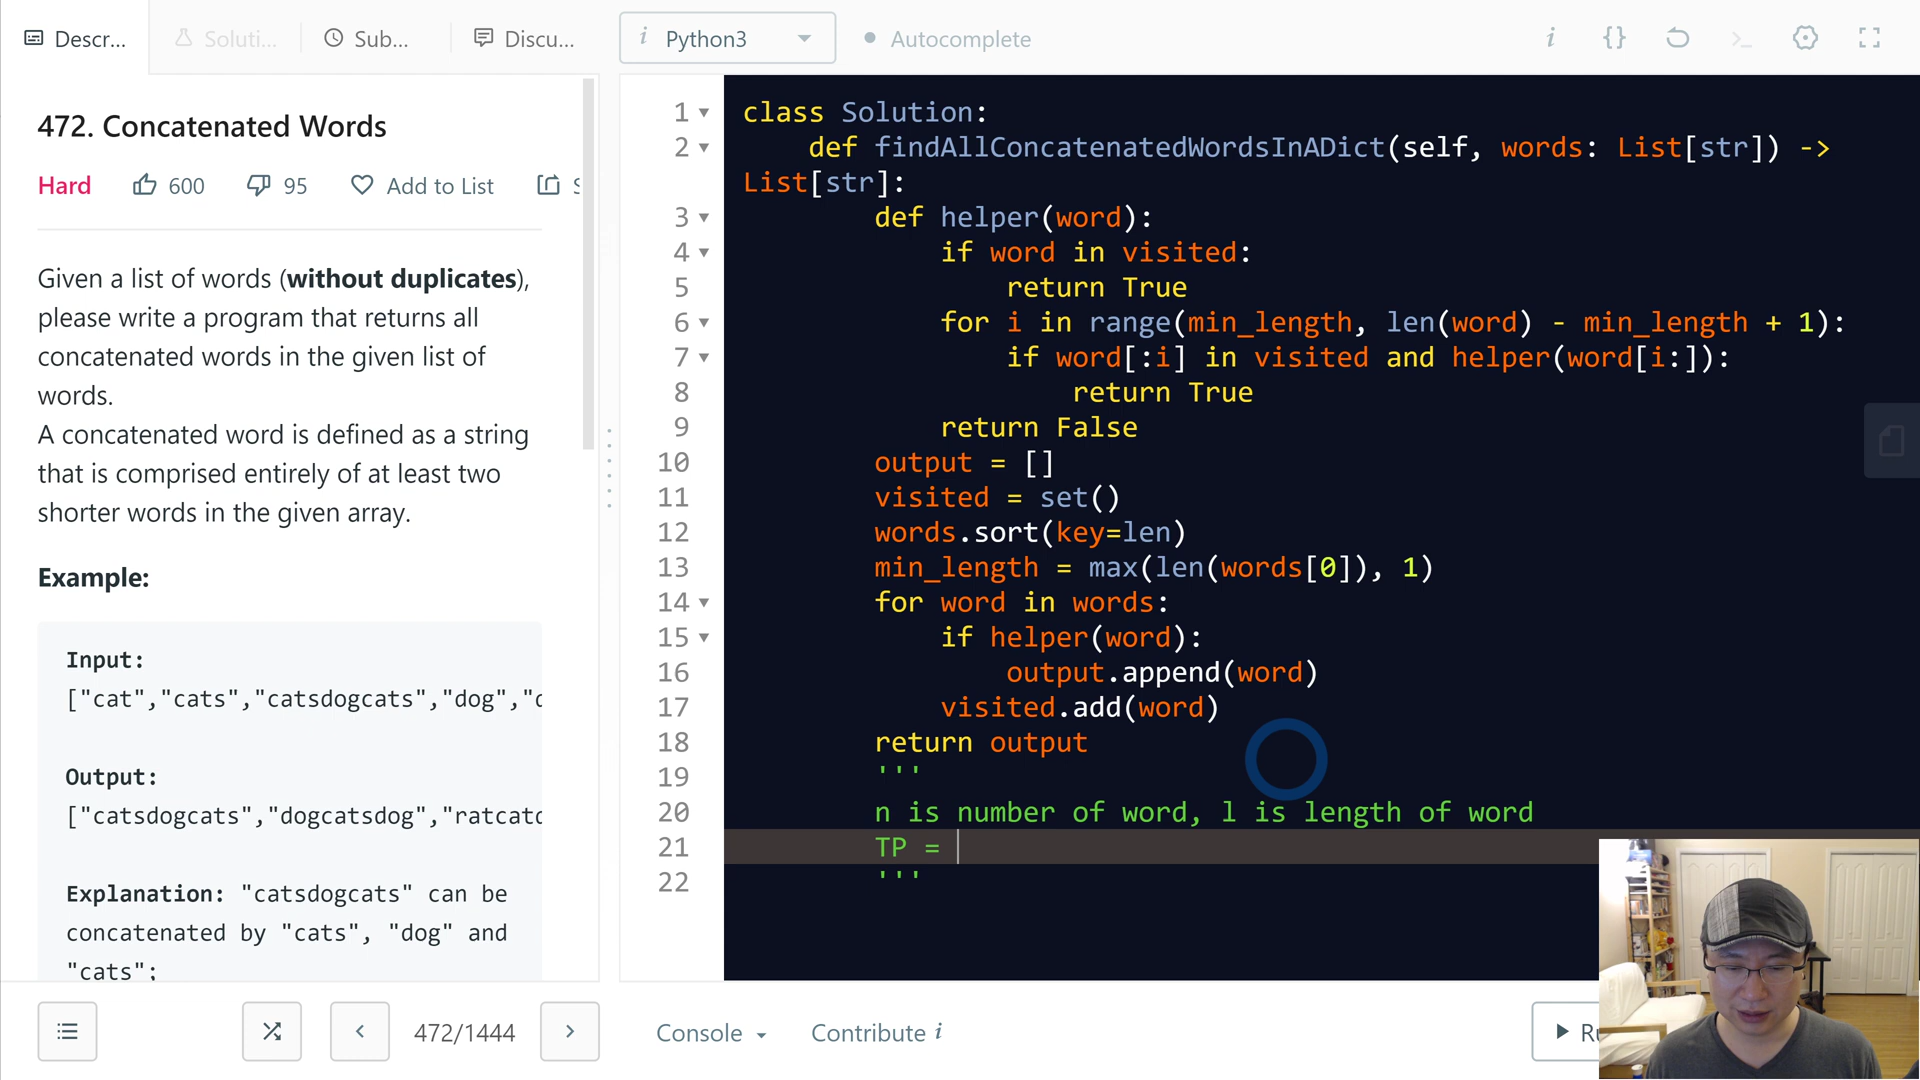 Descr...
Soluti...
Sub...
Discu...
i Python3
Autocomplete
i {} >_
472. Concatenated Words
Hard 600 95 Add to List S
Given a list of words (without duplicates),
please write a program that returns all
concatenated words in the given list of
words.
A concatenated word is defined as a string
that is comprised entirely of at least two
shorter words in the given array.
Example:
Input:
["cat","cats","catsdogcats","dog","d
Output:
["catsdogcats","dogcatsdog","ratcatd
Explanation: "catsdogcats" can be
concatenated by "cats", "dog" and
"cats";
1 class Solution:
2 def findAllConcatenatedWordsInADict(self, words: List[str]) ->
List[str]:
3 def helper(word):
4 if word in visited:
5 return True
6 for i in range(min_length, len(word) - min_length + 1):
7 if word[:i] in visited and helper(word[i:]):
8 return True
9 return False
10 output = []
11 visited = set()
12 words.sort(key=len)
13 min_length = max(len(words[0]), 1)
14 for word in words:
15 if helper(word):
16 output.append(word)
17 visited.add(word)
18 return output
19 '''
20 n is number of word, l is length of word
21 TP =
22 '''
472/1444
Console
Contribute i
Ru